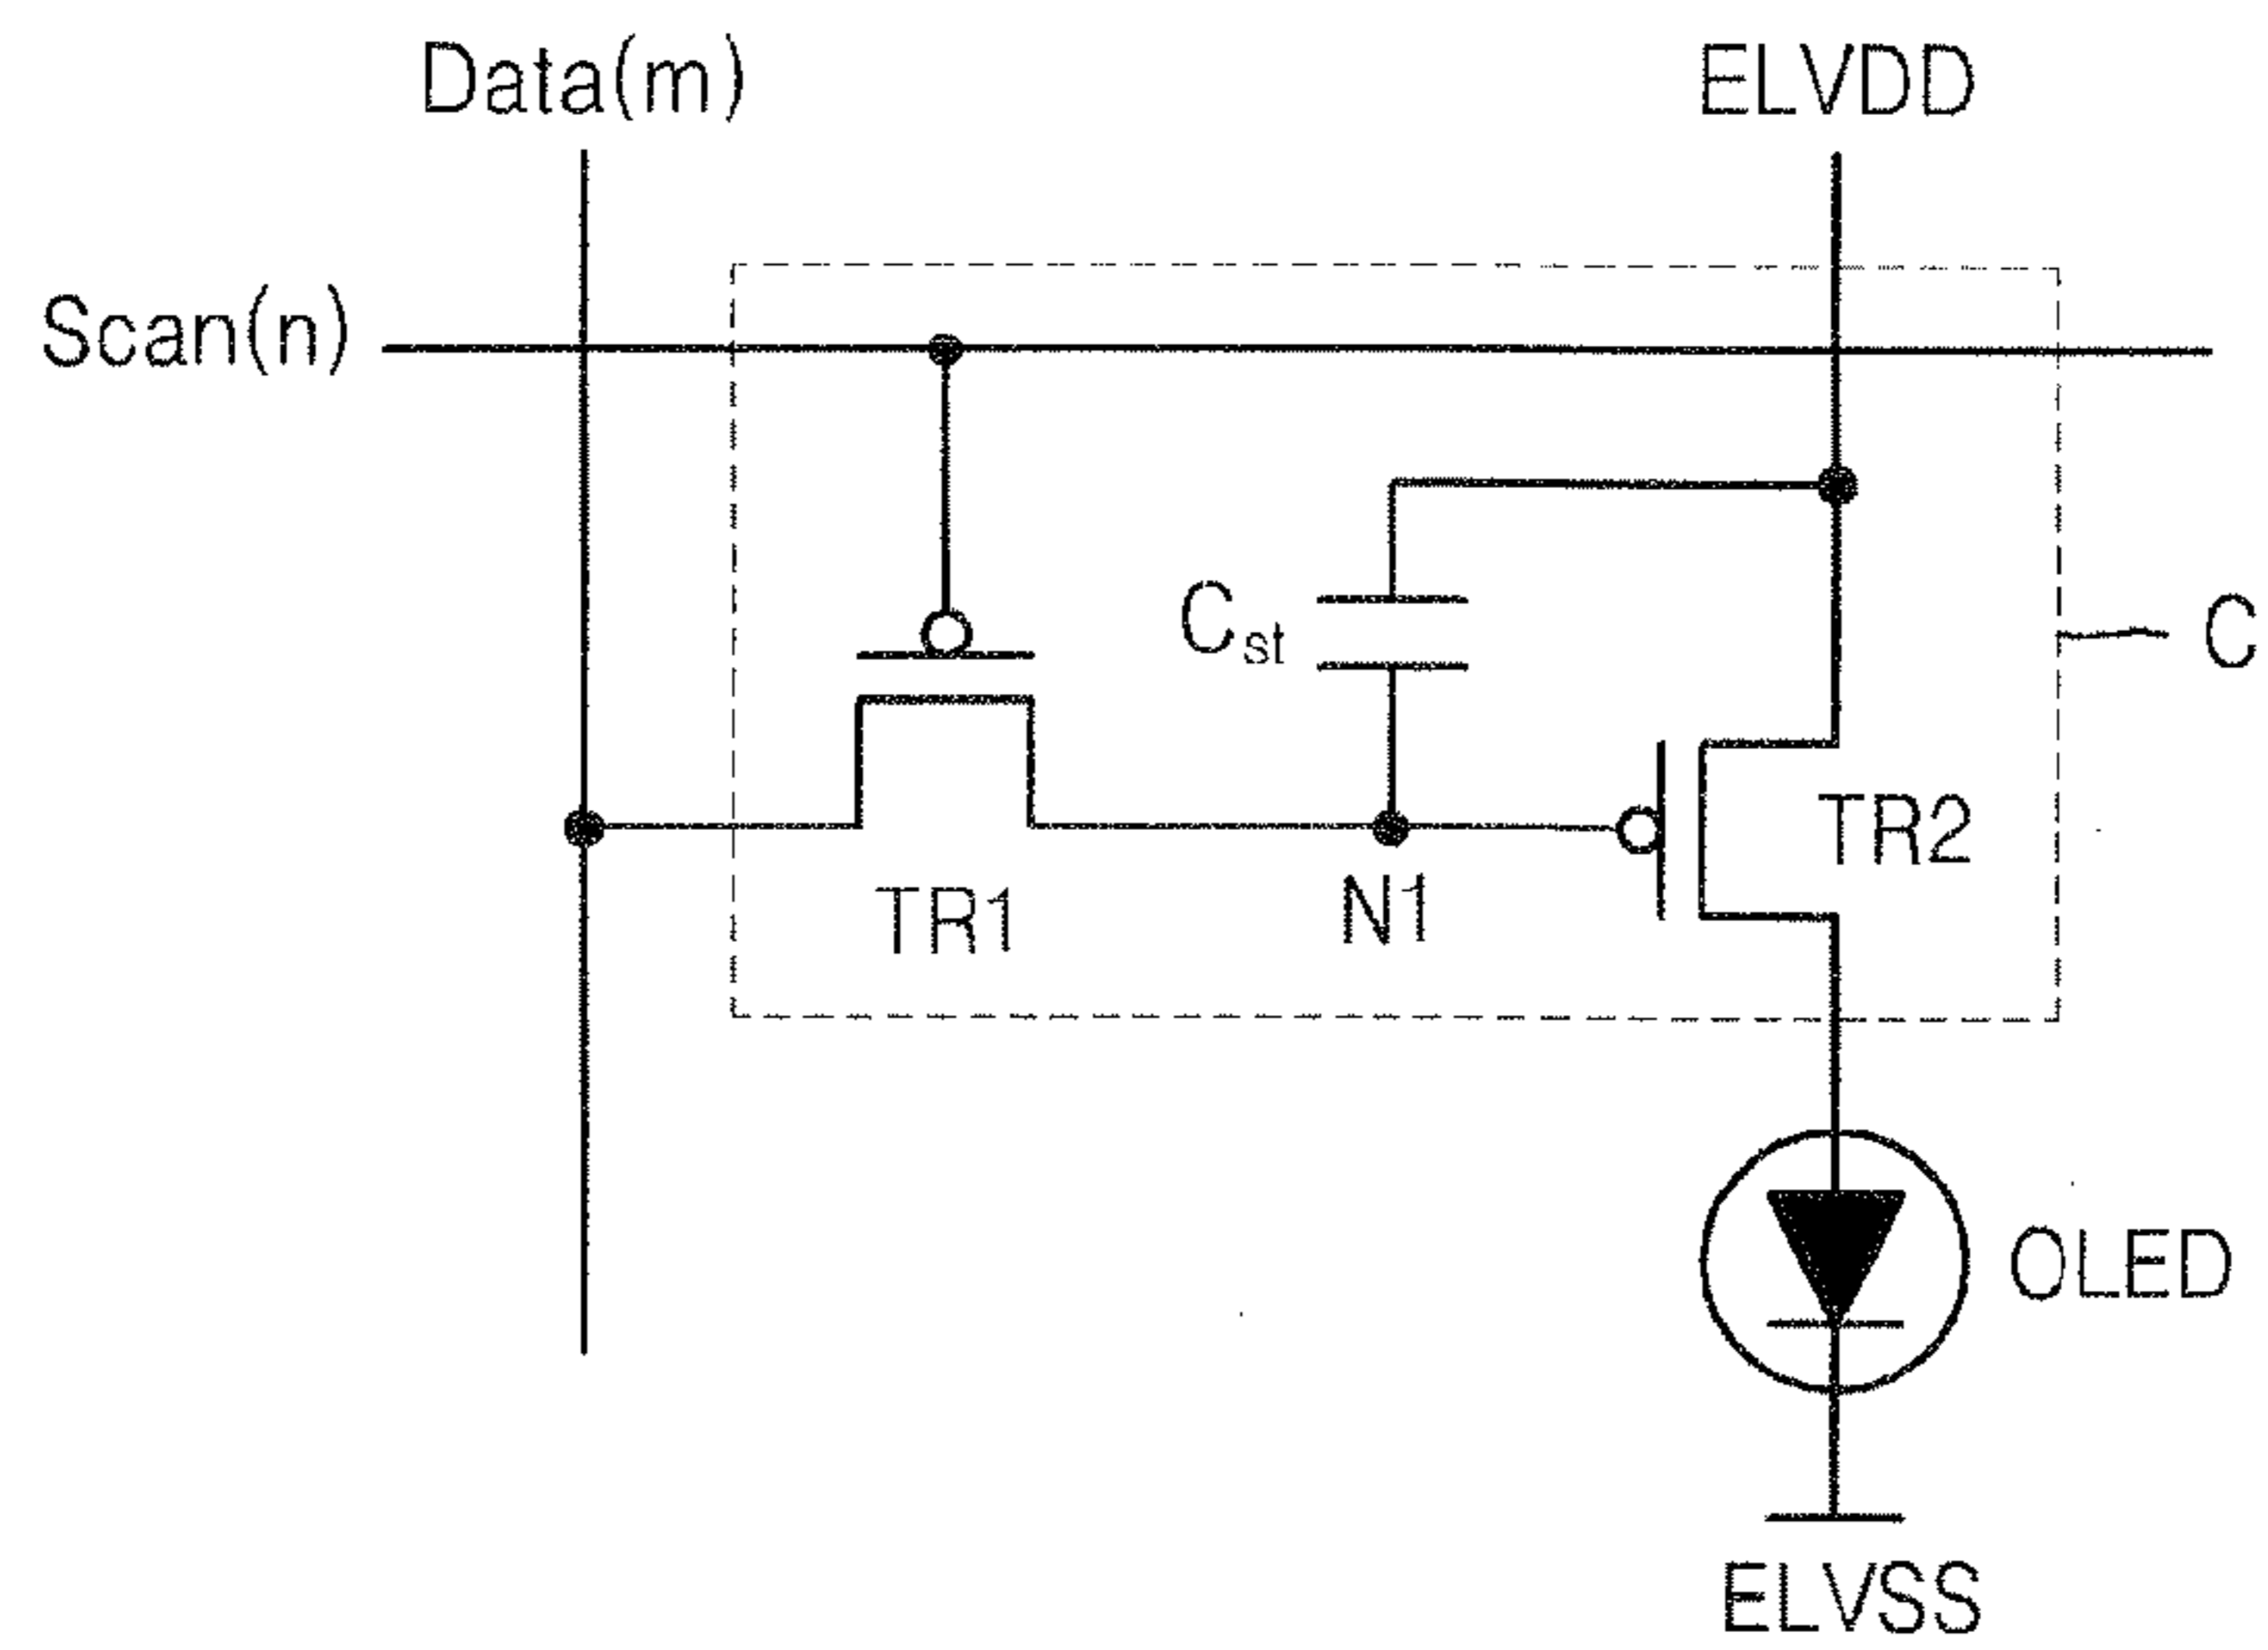 Data(m)
ELVDD
Scan(n)
Cst
C
TR2
TR1
N1
OLED
ELVSS